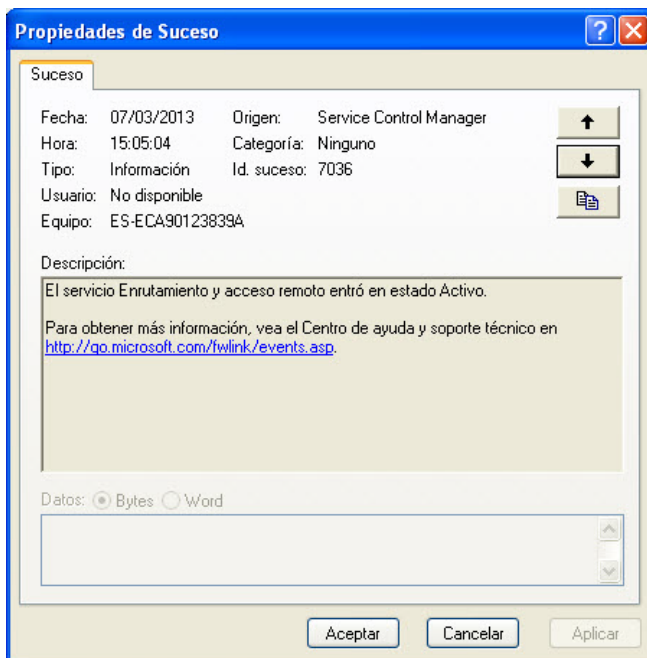 Propiedades de Suceso
Suceso
Fecha: 07/03/2013 Origen: Service Control Manager
Hora: 15:05:04 Categoría: Ninguno
Tipo: Información Id. suceso: 7036
Usuario: No disponible
Equipo: ES-ECA90123839A
Descripción:
El servicio Enrutamiento y acceso remoto entró en estado Activo.
Para obtener más información, vea el Centro de ayuda y soporte técnico en
http://go.microsoft.com/fwlink/events.asp.
Datos: Bytes Word
Aceptar Cancelar Aplicar